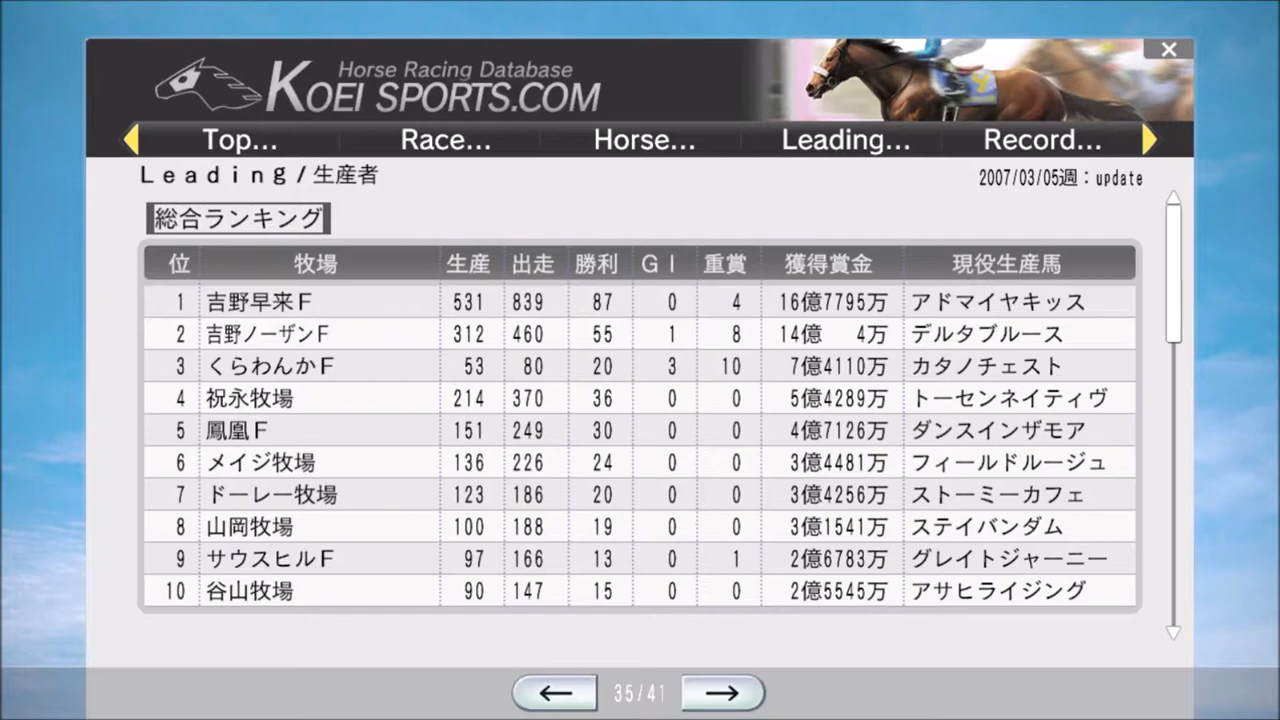 Horse Racing Database
KOEI SPORTS.COM
Top... Race... Horse... Leading... Record...
Leading/生産者 2007/03/05週：update
総合ランキング
位 牧場 生産 出走 勝利 GⅠ 重賞 獲得賞金 現役生産馬
1 吉野早来F 531 839 87 0 4 16億7795万 アドマイヤキッス
2 吉野ノーザンF 312 460 55 1 8 14億 4万 デルタブルース
3 くらわんかF 53 80 20 3 10 7億4110万 カタノチェスト
4 祝永牧場 214 370 36 0 0 5億4289万 トーセンネイティヴ
5 鳳凰F 151 249 30 0 0 4億7126万 ダンスインザモア
6 メイジ牧場 136 226 24 0 0 3億4481万 フィールドルージュ
7 ドーレー牧場 123 186 20 0 0 3億4256万 ストーミーカフェ
8 山岡牧場 100 188 19 0 0 3億1541万 ステイバンダム
9 サウスヒルF 97 166 13 0 1 2億6783万 グレイトジャーニー
10 谷山牧場 90 147 15 0 0 2億5545万 アサヒライジング
← 35/41 →